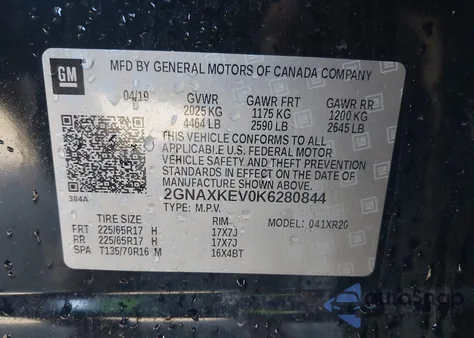 MFD BY GENERAL MOTORS OF CANADA COMPANY
GM
04/19 GVWR GAWR FRT GAWR RR
2025 KG 1175 KG 1200 KG
4464 LB 2590 LB 2645 LB
THIS VEHICLE CONFORMS TO ALL
APPLICABLE U.S. FEDERAL MOTOR
VEHICLE SAFETY, AND THEFT PREVENTION
STANDARDS IN EFFECT ON THE DATE OF
MANUFACTURE SHOWN ABOVE.
384A
2GNAXKEV0K6280844
TYPE: M.P.V. MODEL: 041XR26
TIRE SIZE RIM
FRT 225/65R17 H 17X7J
RR 225/65R17 H 17X7J
SPA T135/70R16 M 16X4BT
autosnap